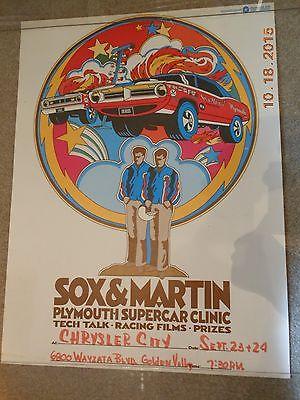 SOX&MARTIN
PLYMOUTH SUPERCAR CLINIC
TECH TALK · RACING FILMS · PRIZES
At: CHRYSLER CITY Date: SEPT. 23+24
6800 WAYZATA BLVD. Golden Valley 7:30 P.M.
10.18.2015